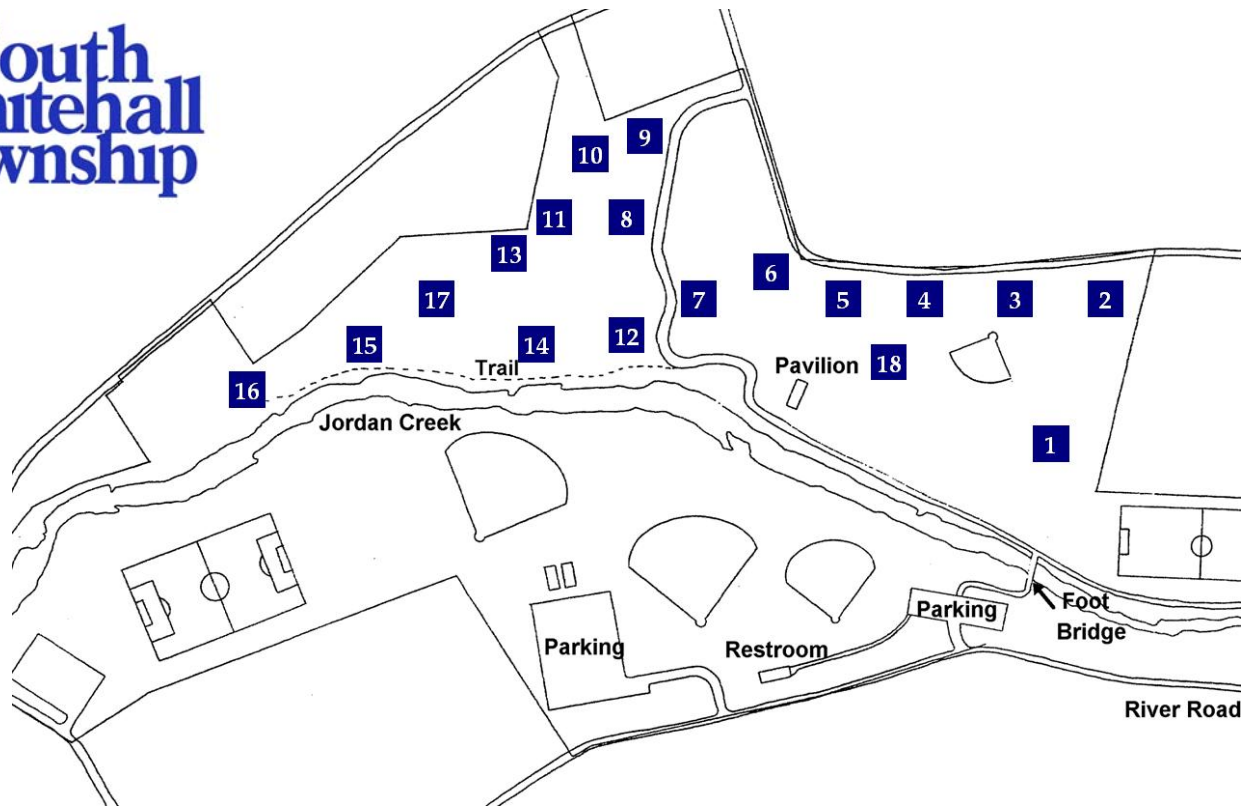 outh
hitehall
wnship
9
10
11
8
13
6
17
7
5
4
3
2
15
14
12
Trail
Pavilion
18
16
Jordan Creek
1
Parking
Foot
Bridge
Parking
Restroom
River Road